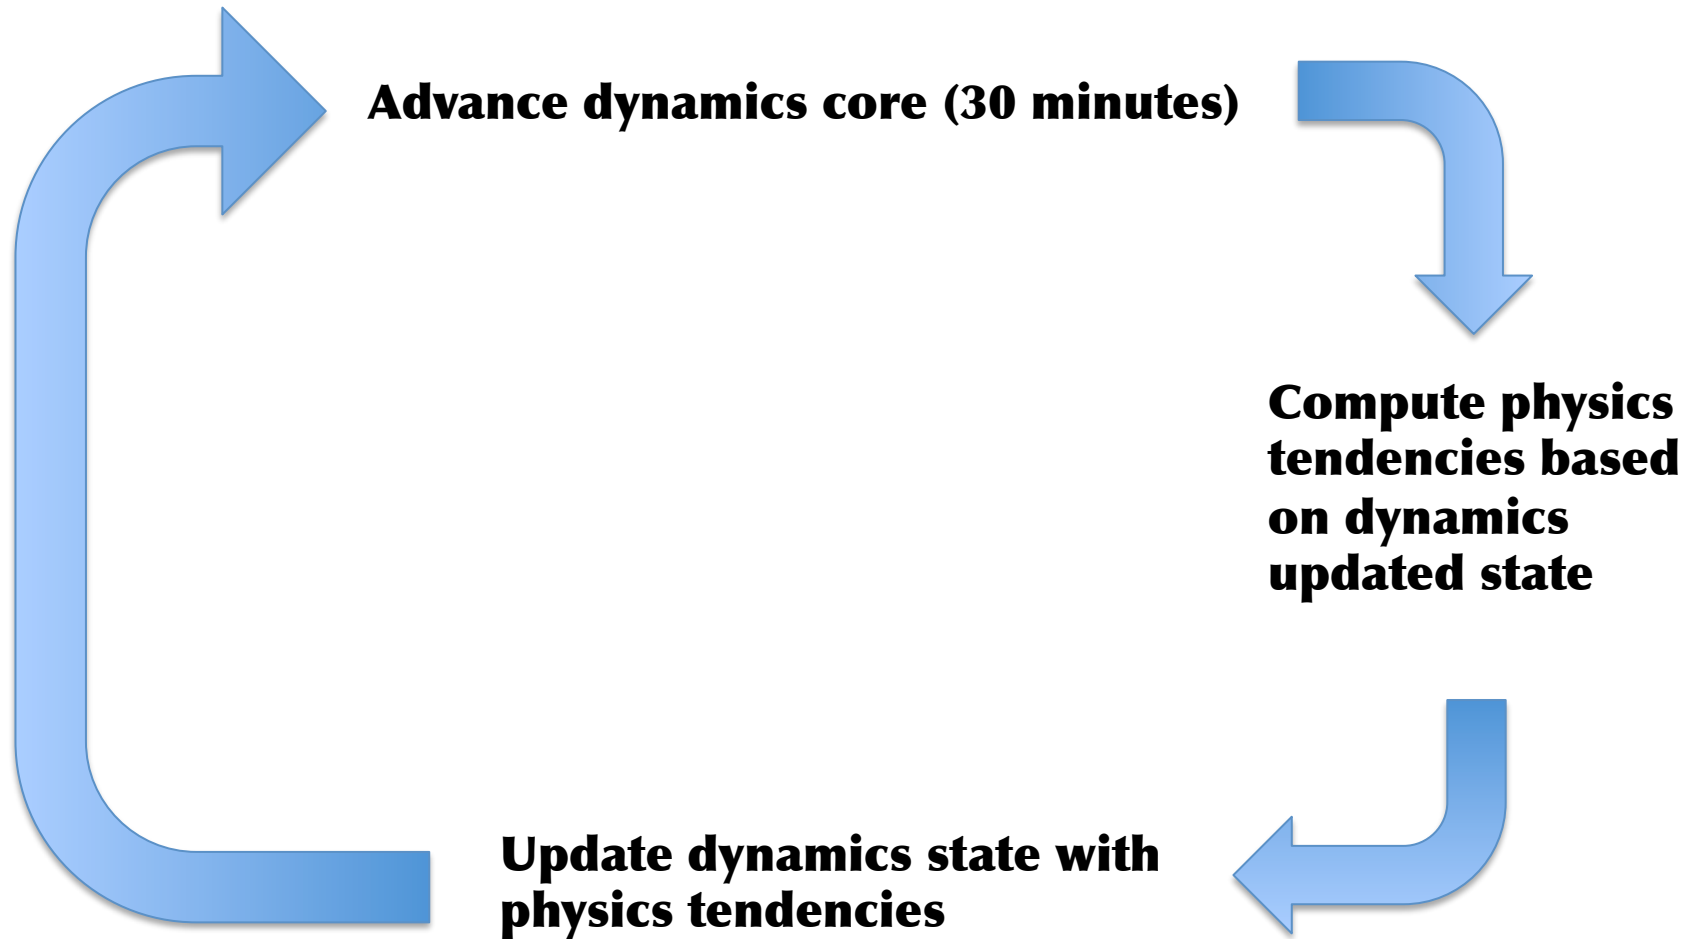 Advance dynamics core (30 minutes)
Compute physics
tendencies based
on dynamics
updated state
Update dynamics state with
physics tendencies